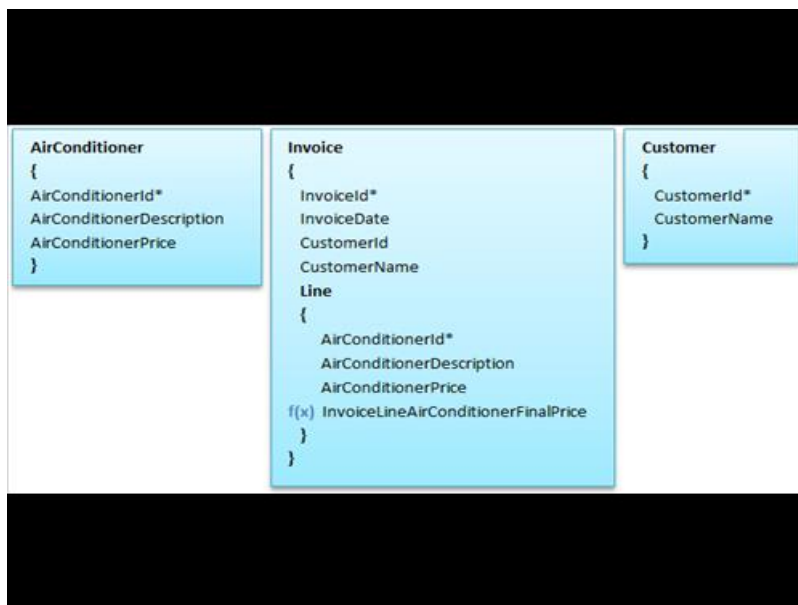 AirConditioner
{
AirConditionerId*
AirConditionerDescription
AirConditionerPrice
}
Invoice
{
InvoiceId*
InvoiceDate
CustomerId
CustomerName
Line
{
AirConditionerId*
AirConditionerDescription
AirConditionerPrice
f(x) InvoiceLineAirConditionerFinalPrice
}
}
Customer
{
CustomerId*
CustomerName
}